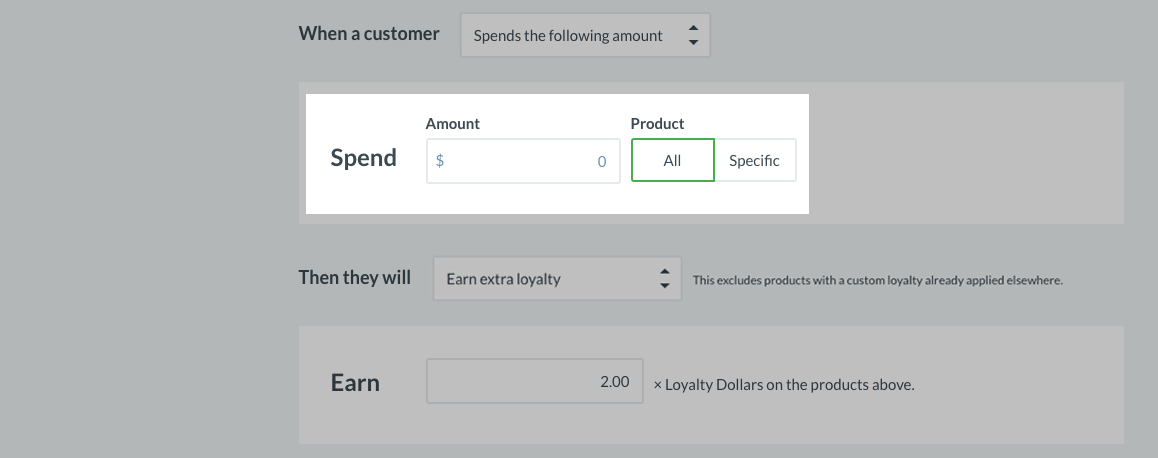 When a customer Spends the following amount
Amount Product
Spend $ 0 All Specific
Then they will Earn extra loyalty This excludes products with a custom loyalty already applied elsewhere.
Earn 2.00 × Loyalty Dollars on the products above.